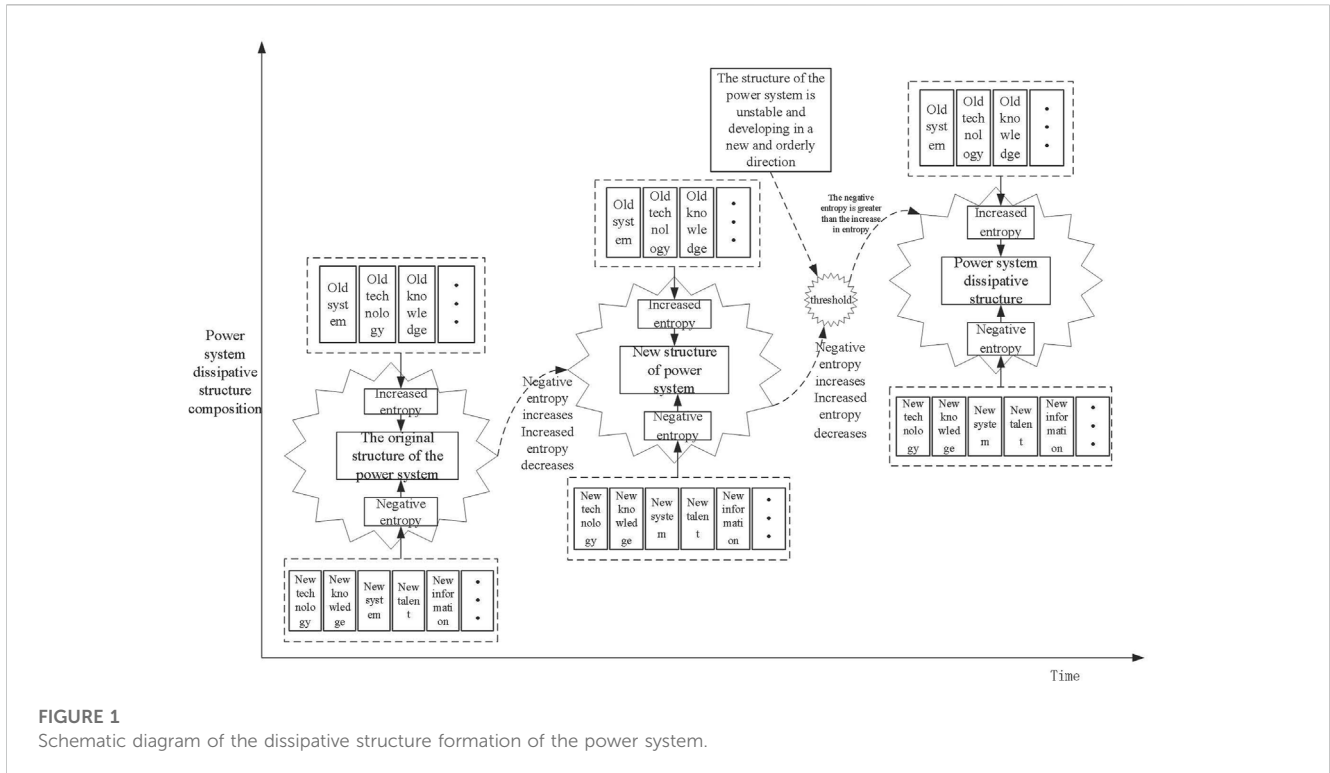 The structure of the
power system is
unstable and
developing in a
new and orderly
direction
Old
syst
em
Old
tech
nol
ogy
Old
kno
wle
dge
The negative
entropy is greater
than the increase
in entropy
Increased
entropy
Power system
dissipative
structure
Negative
entropy
New
tech
nolo
gy
New
kno
wled
ge
New
syste
m
New
talen
t
New
infor
mati
on
threshold
Negative
entropy
increases
Increased
entropy
decreases
Old
syst
em
Old
tech
nol
ogy
Old
kno
wle
dge
Increased
entropy
New structure
of power
system
Negative
entropy
New
tech
nolo
gy
New
kno
wled
ge
New
syste
m
New
talen
t
New
infor
mati
on
Negative
entropy
increases
Increased
entropy
decreases
Old
syst
em
Old
tech
nolo
gy
Old
kno
wle
dge
Increased
entropy
The original
structure of the
power system
Negative
entropy
New
tech
nolo
gy
New
kno
wled
ge
New
syst
em
New
talen
t
New
infor
mati
on
Power
system
dissipative
structure
composition
Time
FIGURE 1
Schematic diagram of the dissipative structure formation of the power system.